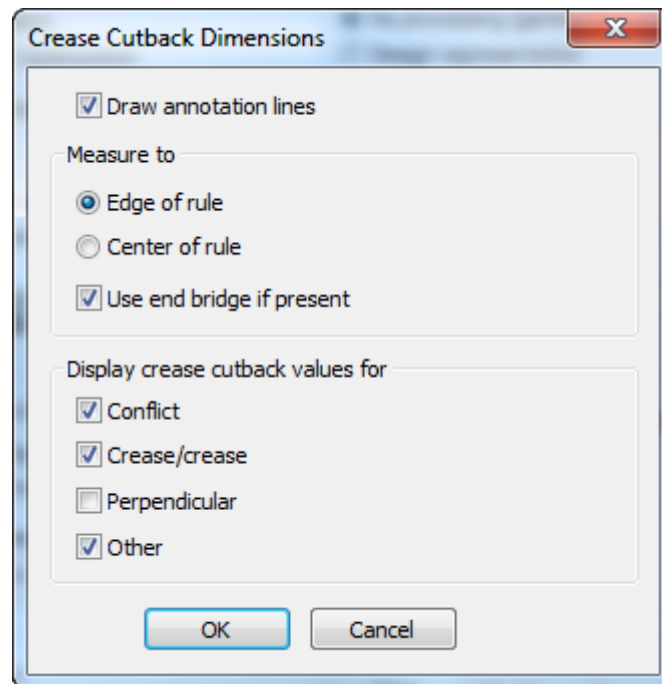 Crease Cutback Dimensions
Draw annotation lines
Measure to
Edge of rule
Center of rule
Use end bridge if present
Display crease cutback values for
Conflict
Crease/crease
Perpendicular
Other
OK
Cancel